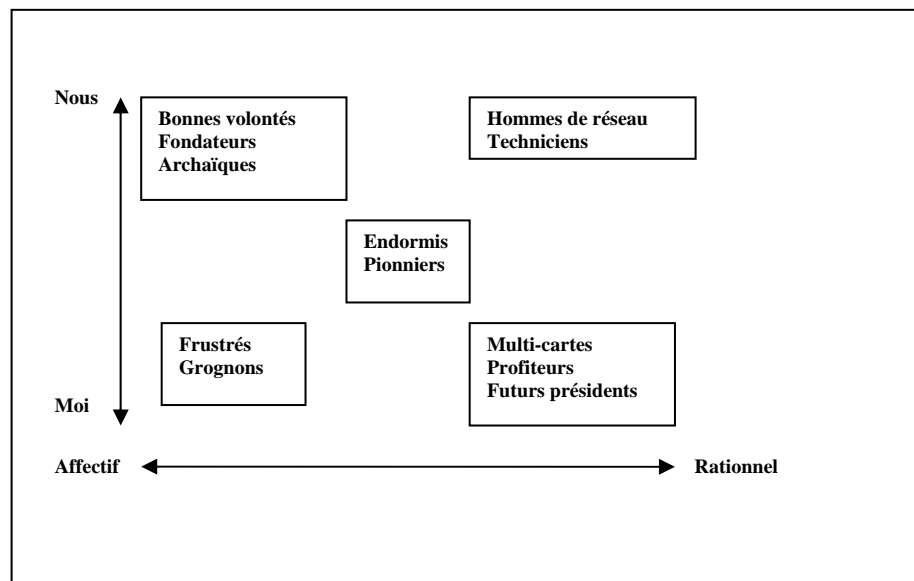 Nous
Bonnes volontés
Fondateurs
Archaïques
Hommes de réseau
Techniciens
Endormis
Pionniers
Frustrés
Grognons
Multi-cartes
Profiteurs
Futurs présidents
Moi
Affectif
Rationnel